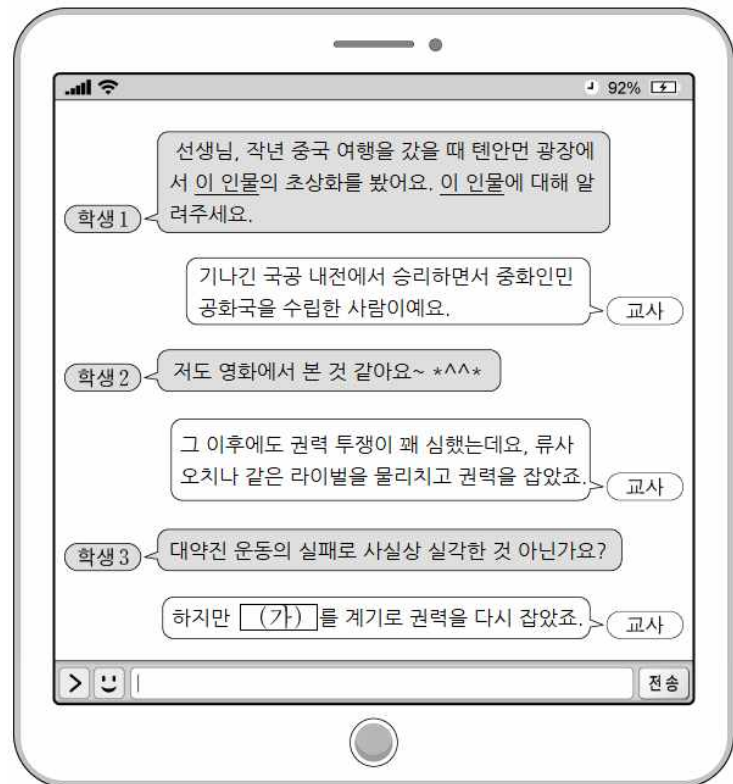 92%
선생님, 작년 중국 여행을 갔을 때 톈안먼 광장에
서 이 인물의 초상화를 봤어요. 이 인물에 대해 알
려주세요.
학생 1
기나긴 국공 내전에서 승리하면서 중화인민
공화국을 수립한 사람이예요.
교사
학생 2
저도 영화에서 본 것 같아요~ *^^*
그 이후에도 권력 투쟁이 꽤 심했는데요, 류사
오치나 같은 라이벌을 물리치고 권력을 잡았죠.
교사
학생 3
대약진 운동의 실패로 사실상 실각한 것 아닌가요?
하지만 (가) 를 계기로 권력을 다시 잡았죠.
교사
전송